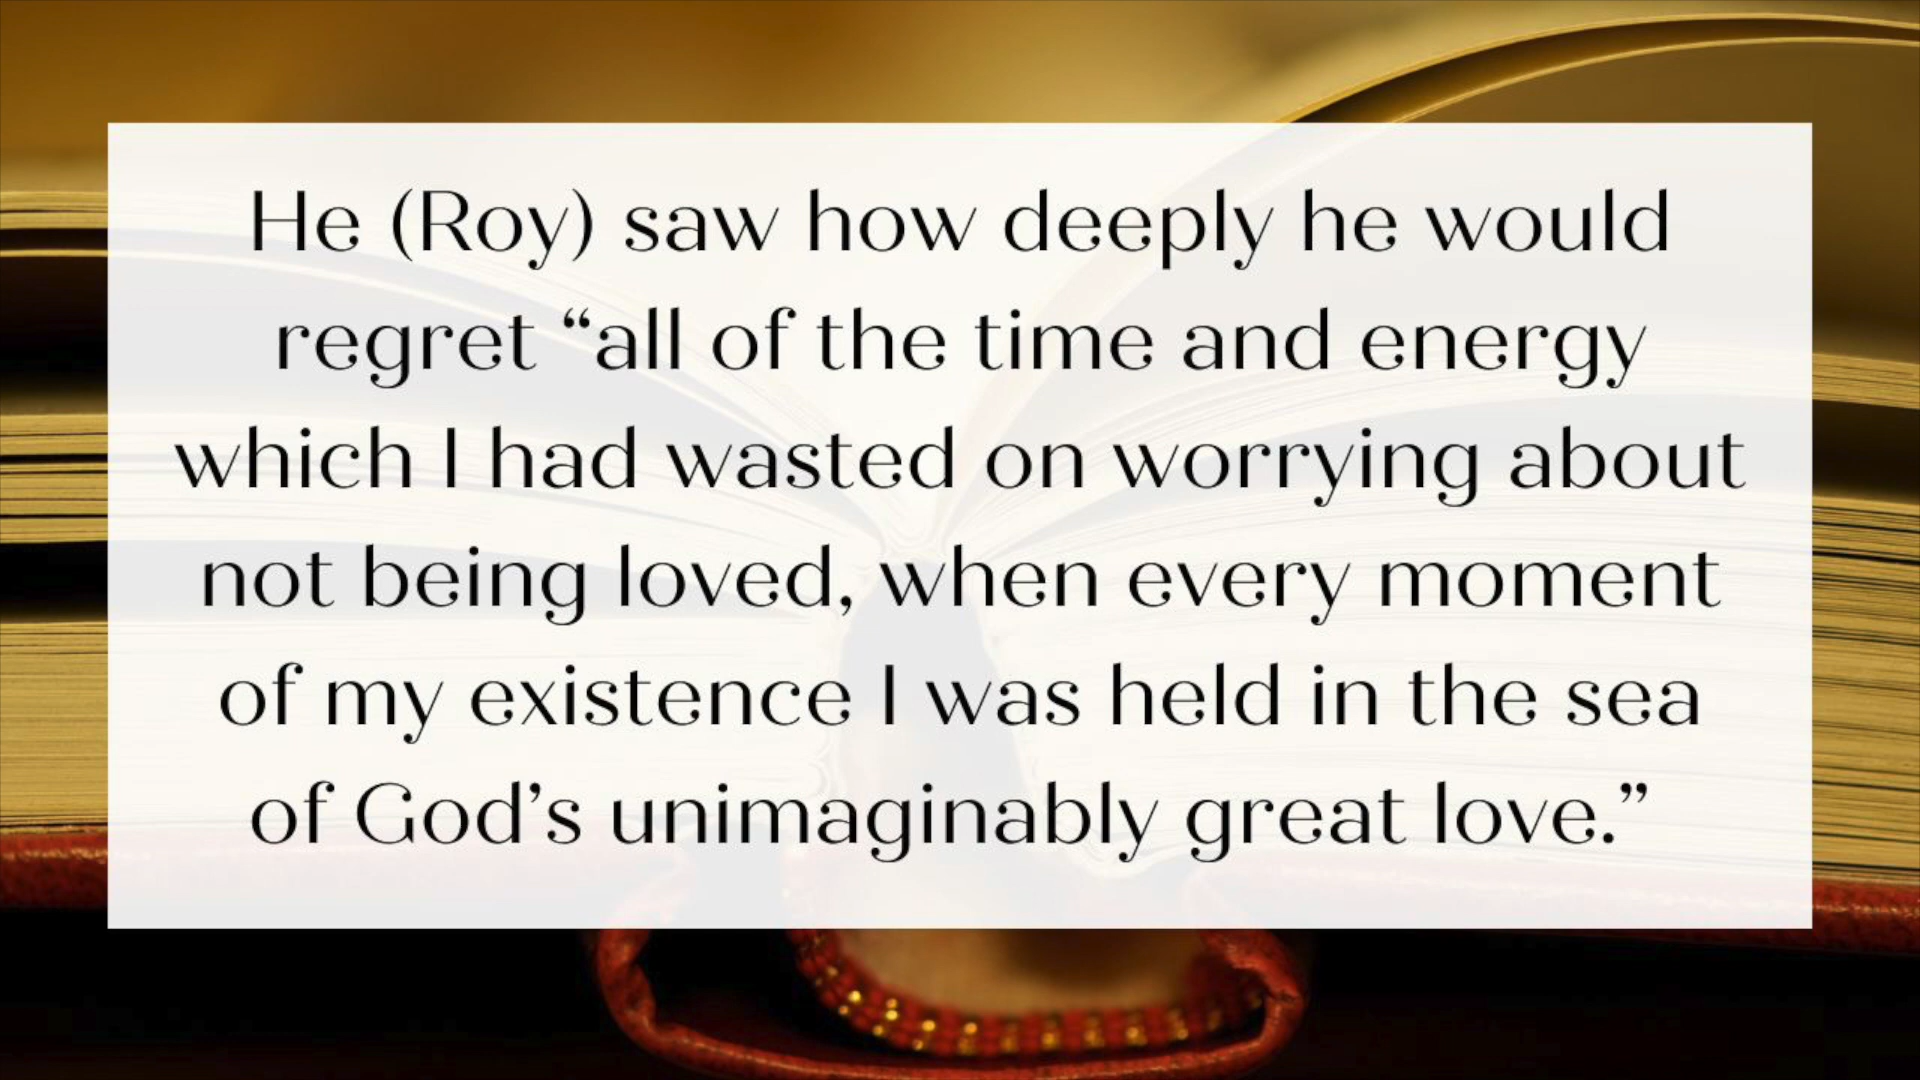 He (Roy) saw how deeply he would
regret “all of the time and energy
which I had wasted on worrying about
not being loved, when every moment
of my existence I was held in the sea
of God’s unimaginably great love.”